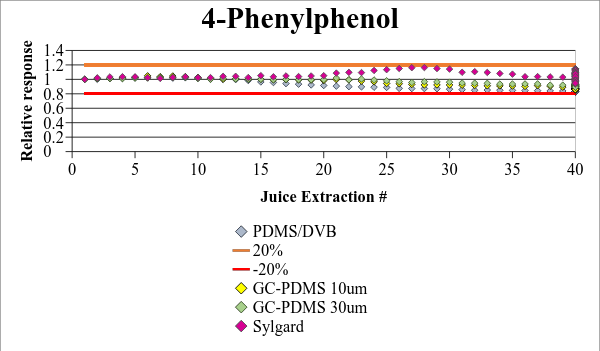 4-Phenylphenol
Relative response
1.4
1.2
1
0.8
0.6
0.4
0.2
0
0 5 10 15 20 25 30 35 40
Juice Extraction #
PDMS/DVB
20%
-20%
GC-PDMS 10um
GC-PDMS 30um
Sylgard